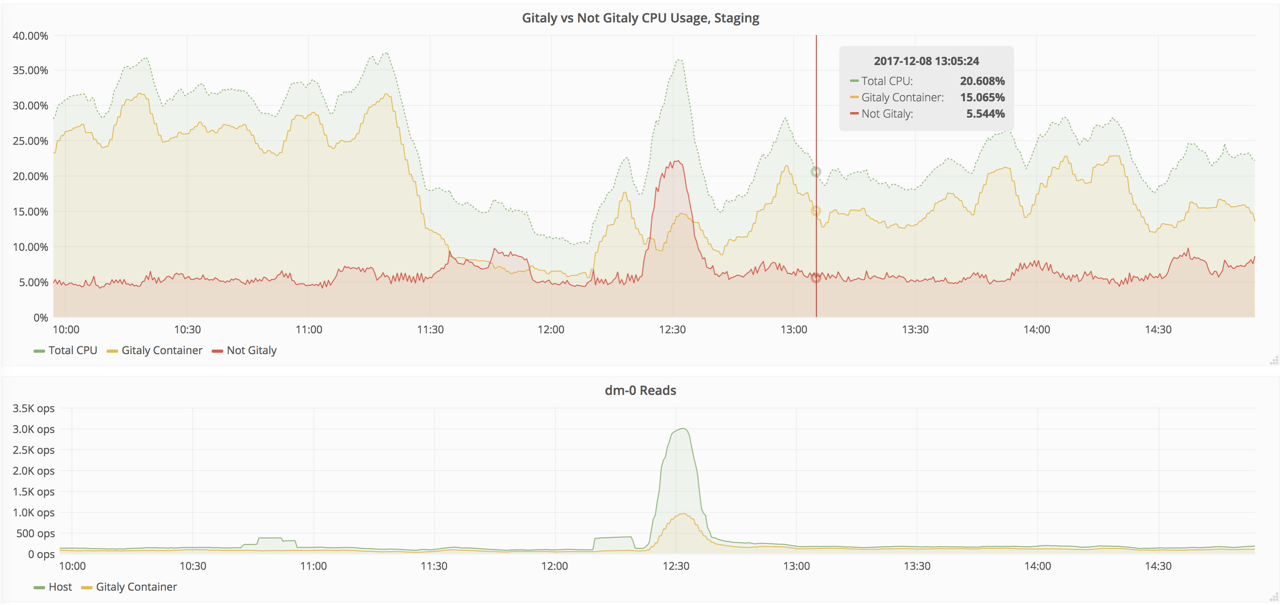 Gitaly vs Not Gitaly CPU Usage, Staging
40.00%
35.00%
30.00%
25.00%
20.00%
15.00%
10.00%
5.00%
0%
2017-12-08 13:05:24
Total CPU: 20.608%
Gitaly Container: 15.065%
Not Gitaly: 5.544%
10:00 10:30 11:00 11:30 12:00 12:30 13:00 13:30 14:00 14:30
Total CPU Gitaly Container Not Gitaly
dm-0 Reads
3.5K ops
3.0K ops
2.5K ops
2.0K ops
1.5K ops
1.0K ops
500 ops
0 ops
10:00 10:30 11:00 11:30 12:00 12:30 13:00 13:30 14:00 14:30
Host Gitaly Container